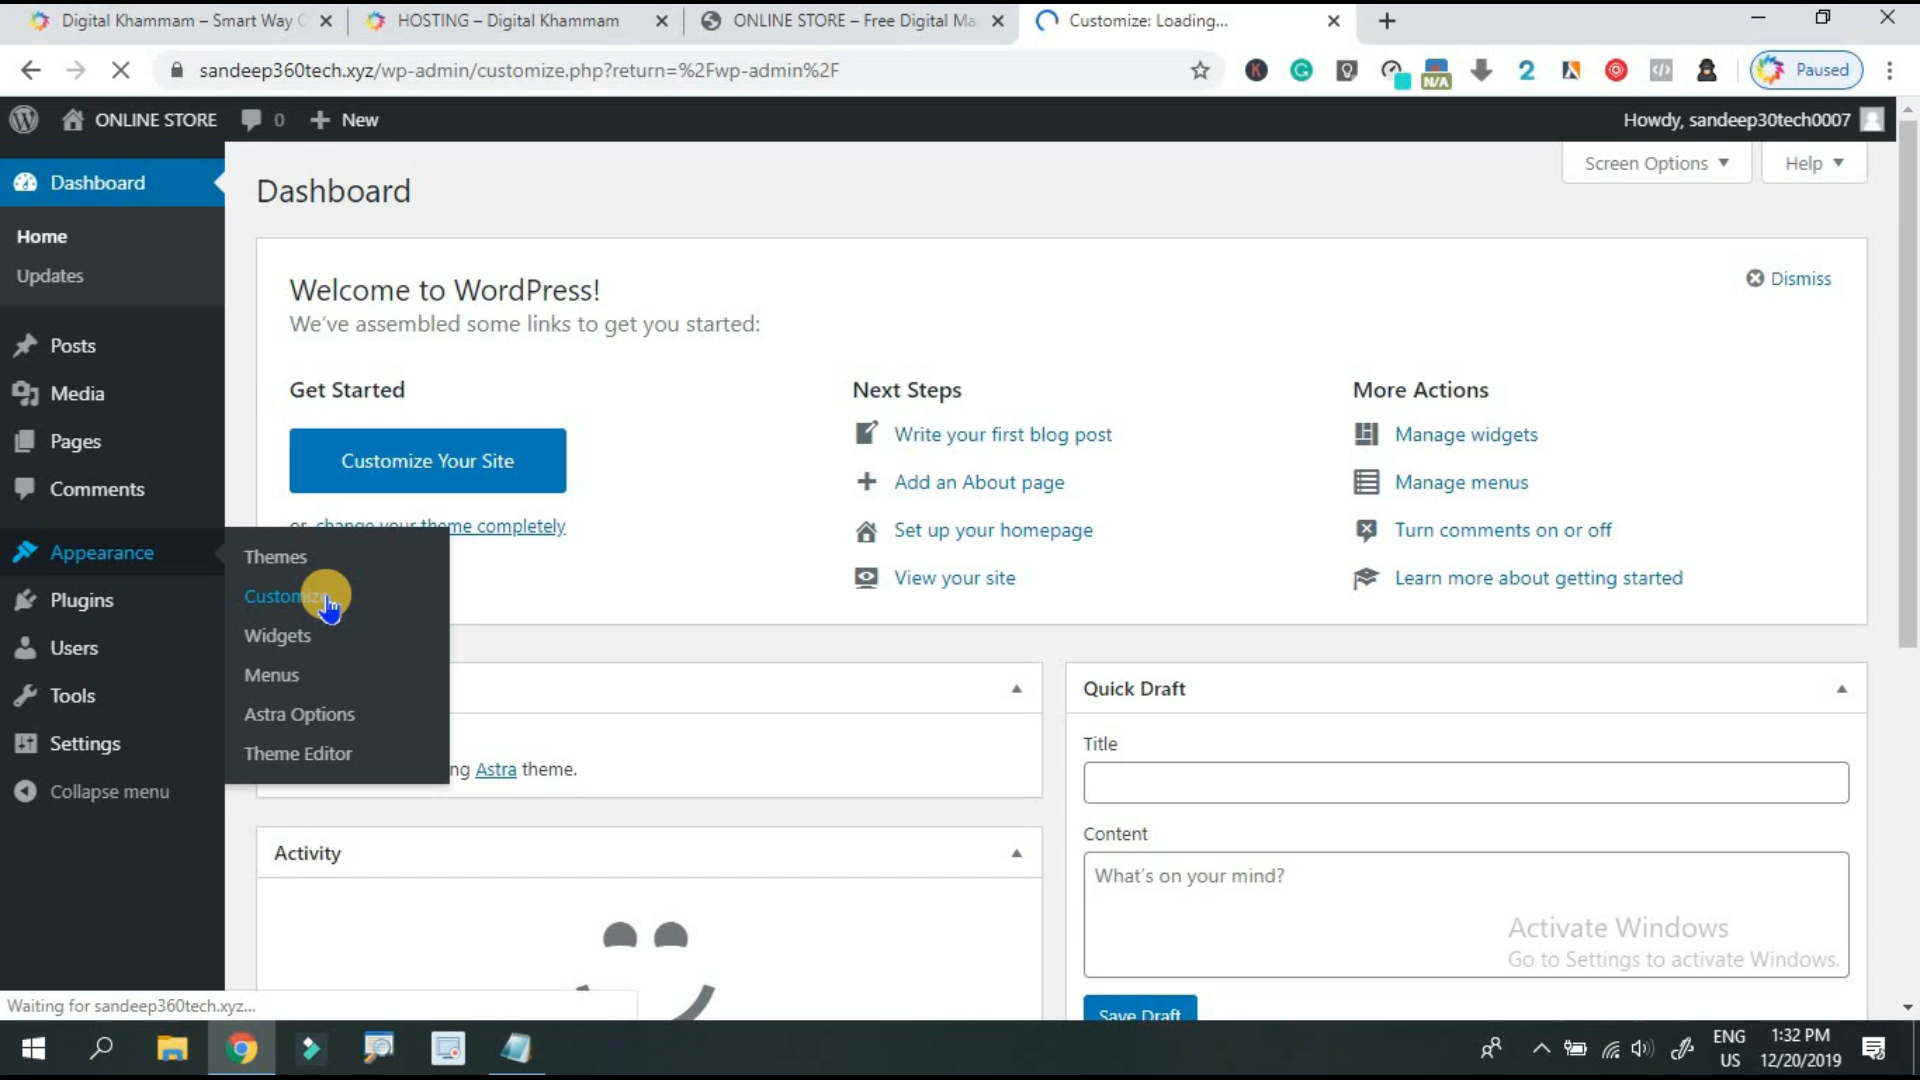 Digital Khammam – Smart Way C
HOSTING – Digital Khammam
ONLINE STORE – Free Digital Ma
Customize: Loading...
sandeep360tech.xyz/wp-admin/customize.php?return=%2Fwp-admin%2F
N/A
2
Paused
ONLINE STORE
0
New
Howdy, sandeep30tech0007
Screen Options
Help
Dashboard
Home
Updates
Posts
Media
Pages
Comments
Appearance
Plugins
Users
Tools
Settings
Collapse menu
Themes
Customize
Widgets
Menus
Astra Options
Theme Editor
Dashboard
Welcome to WordPress!
We've assembled some links to get you started:
Dismiss
Get Started
Customize Your Site
or, change your theme completely
Next Steps
Write your first blog post
Add an About page
Set up your homepage
View your site
More Actions
Manage widgets
Manage menus
Turn comments on or off
Learn more about getting started
ng Astra theme.
Activity
Quick Draft
Title
Content
What's on your mind?
Save Draft
Activate Windows
Go to Settings to activate Windows.
Waiting for sandeep360tech.xyz...
ENG
US
1:32 PM
12/20/2019